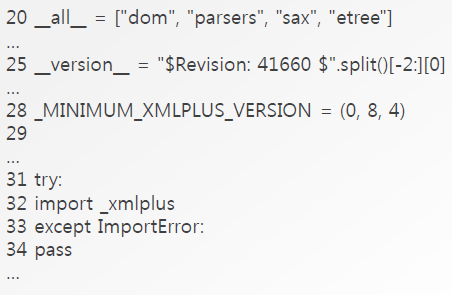 20 __all__ = ["dom", "parsers", "sax", "etree"]
...
25 __version__ = "$Revision: 41660 $".split()[-2:][0]
...
28 _MINIMUM_XMLPLUS_VERSION = (0, 8, 4)
29
...
31 try:
32 import _xmlplus
33 except ImportError:
34 pass
...